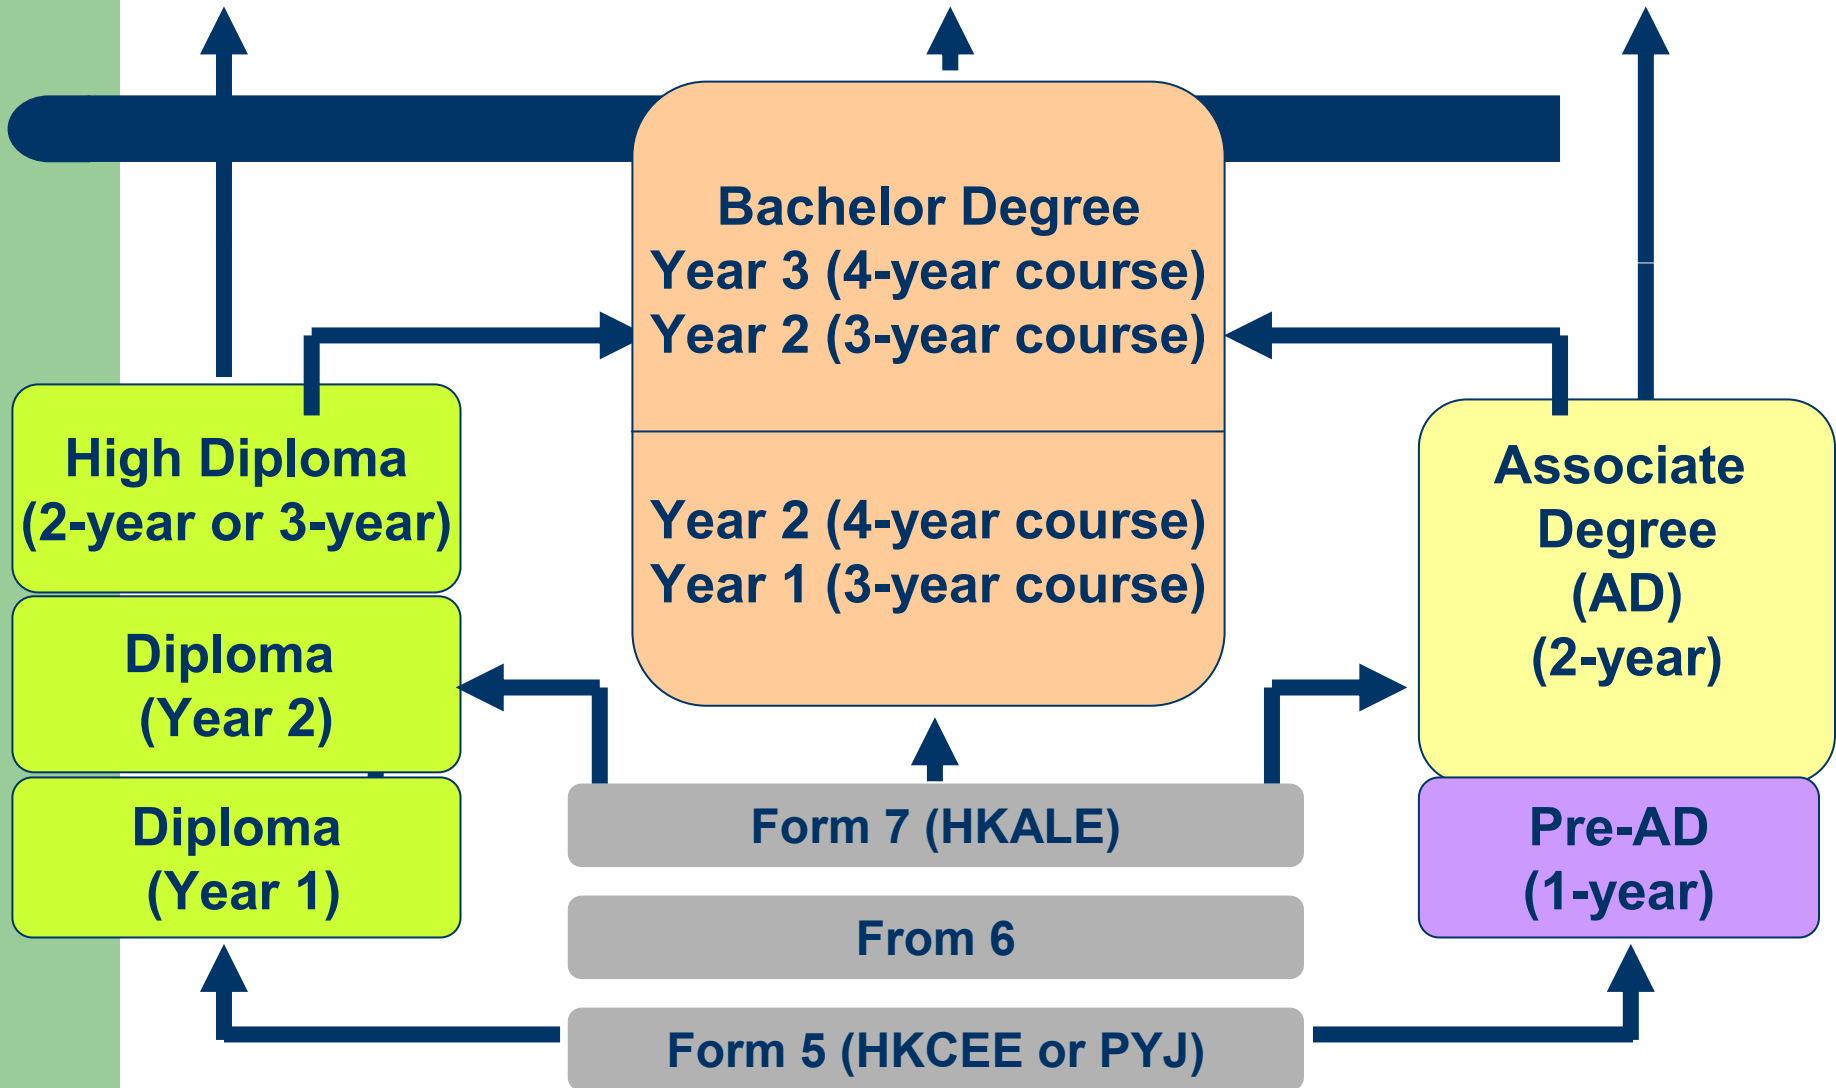 Bachelor Degree
Year 3 (4-year course)
Year 2 (3-year course)
Year 2 (4-year course)
Year 1 (3-year course)
High Diploma
(2-year or 3-year)
Diploma
(Year 2)
Diploma
(Year 1)
Associate
Degree
(AD)
(2-year)
Pre-AD
(1-year)
Form 7 (HKALE)
From 6
Form 5 (HKCEE or PYJ)